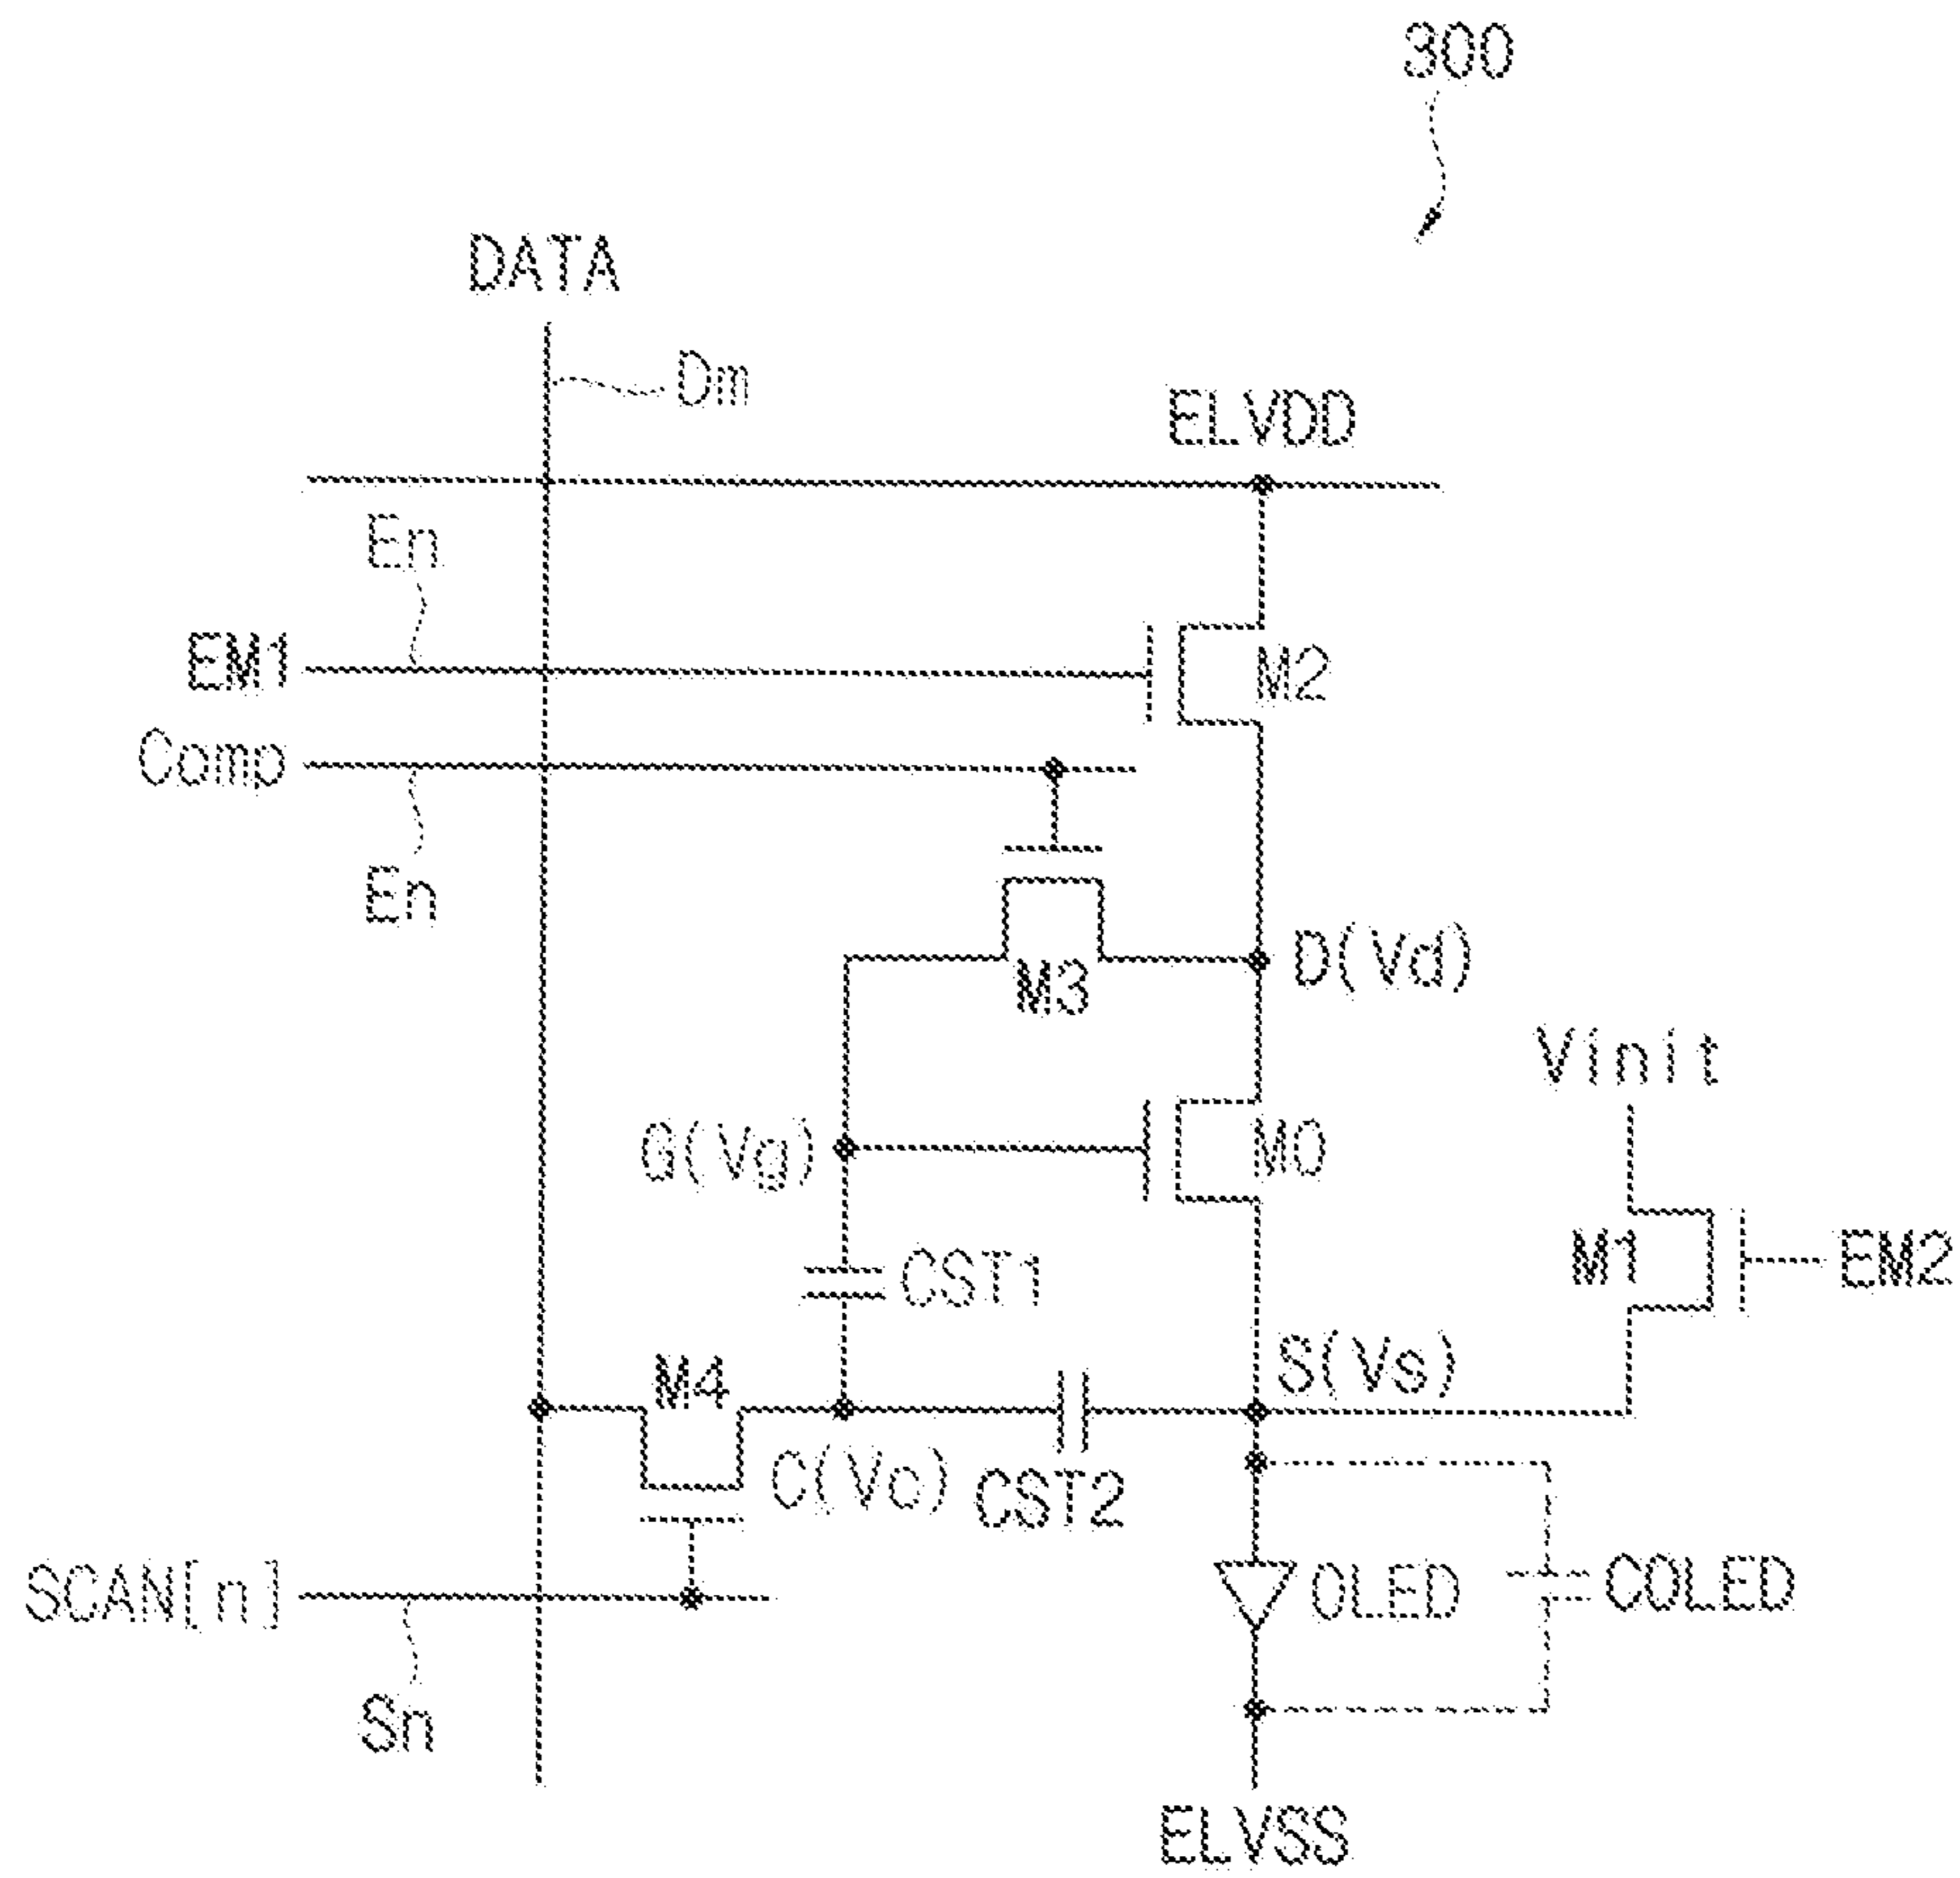 300
DATA
Dm
ELVDD
En
EM1
M2
Comp
En
D(Vd)
M3
Vinit
G(Vg)
M0
M1
EM2
CST1
S(Vs)
M4
C(Vc)
CST2
SCAN[n]
OLED
COLED
Sn
ELVSS